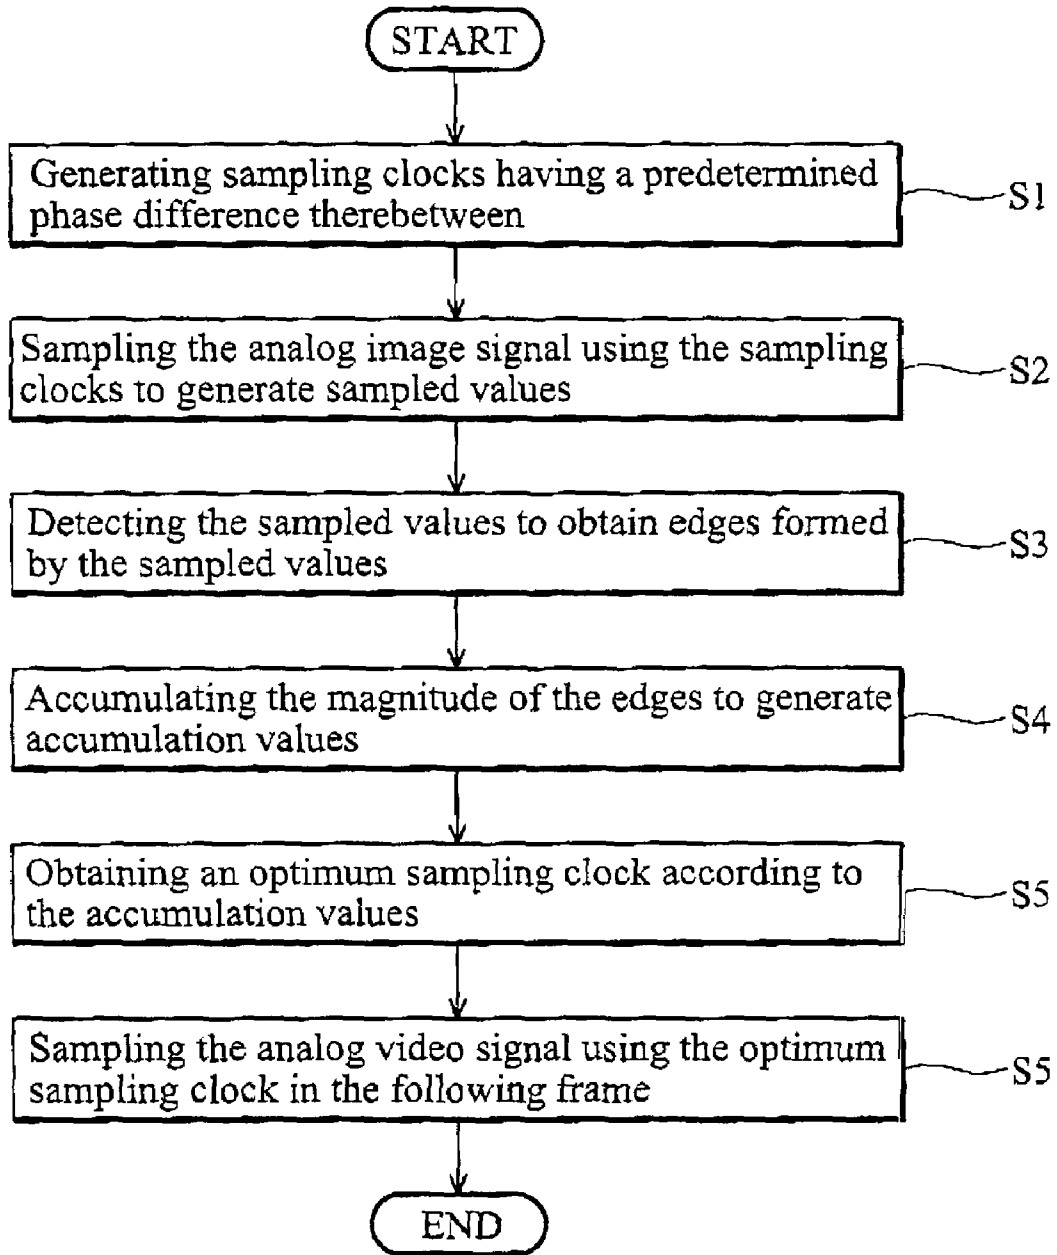 START
Generating sampling clocks having a predetermined
phase difference therebetween
S1
Sampling the analog image signal using the sampling
clocks to generate sampled values
S2
Detecting the sampled values to obtain edges formed
by the sampled values
S3
Accumulating the magnitude of the edges to generate
accumulation values
S4
Obtaining an optimum sampling clock according to
the accumulation values
S5
Sampling the analog video signal using the optimum
sampling clock in the following frame
S5
END